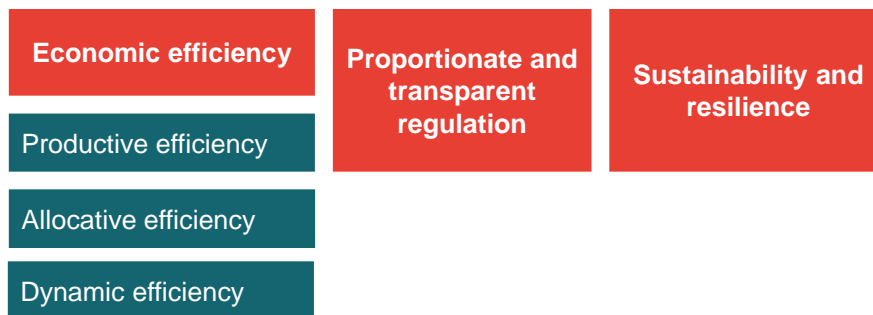 Economic efficiency
Productive efficiency
Allocative efficiency
Dynamic efficiency
Proportionate and
transparent
regulation
Sustainability and
resilience